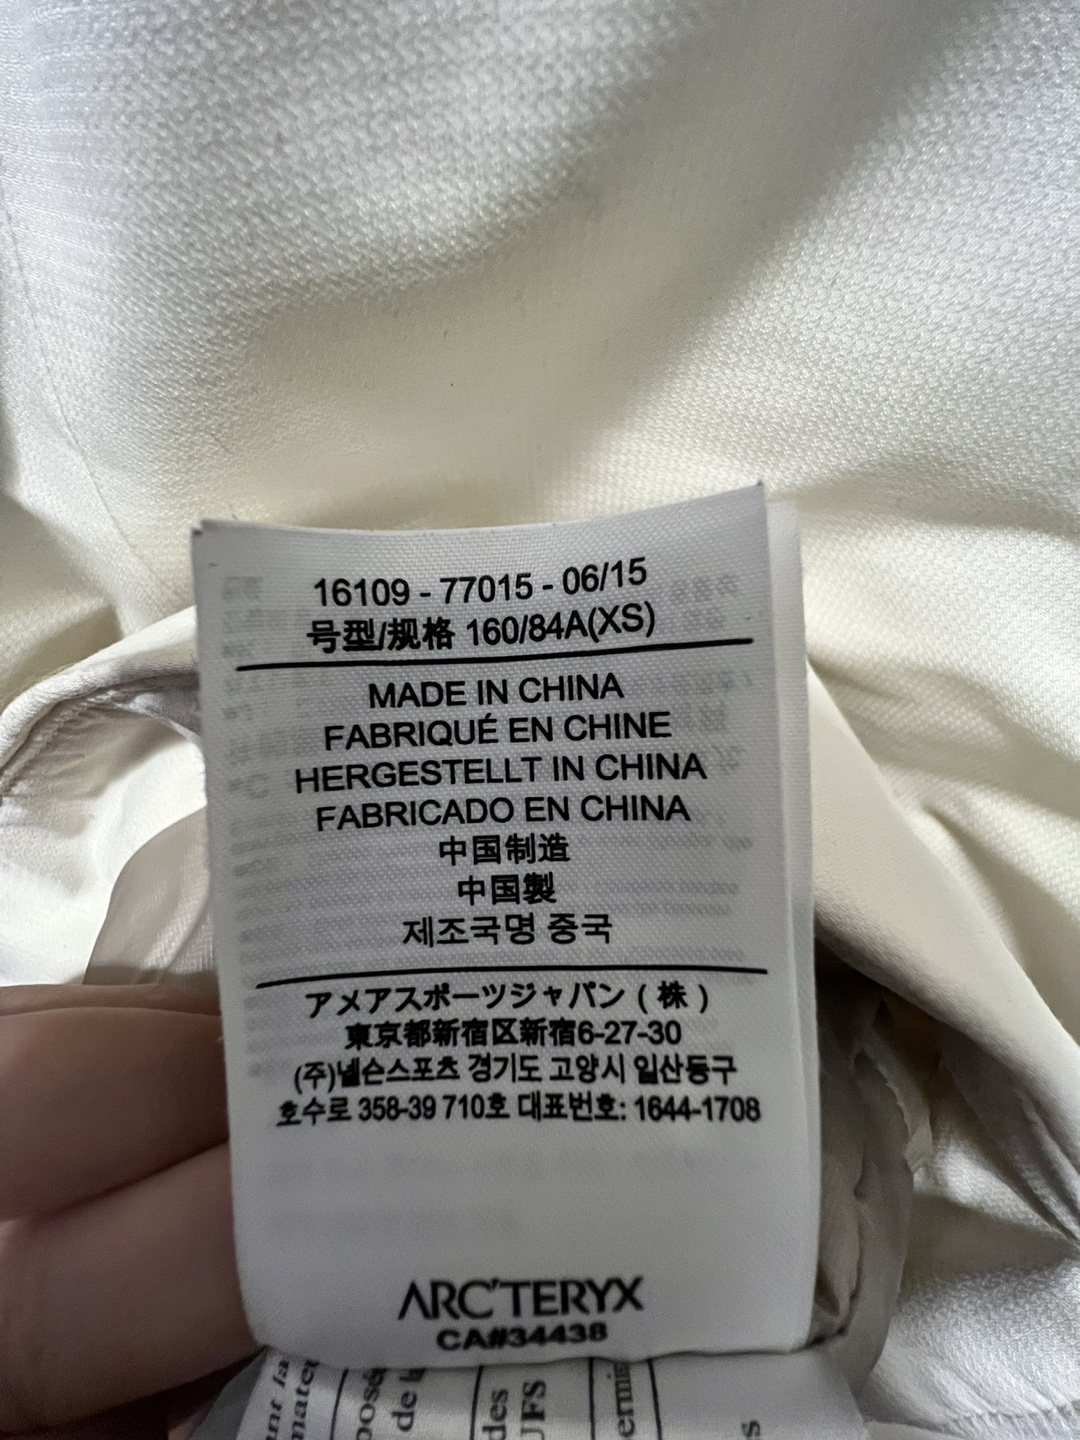 16109 - 77015 - 06/15
号型/规格 160/84A(XS)
MADE IN CHINA
FABRIQUÉ EN CHINE
HERGESTELLT IN CHINA
FABRICADO EN CHINA
中国制造
中国製
제조국명 중국
アメアスポーツジャパン(株)
東京都新宿区新宿6-27-30
(주)넬슨스포츠 경기도 고양시 일산동구
호수로 358-39 710호 대표번호: 1644-1708
ARC'TERYX
CA#34438
de la
des
UFS